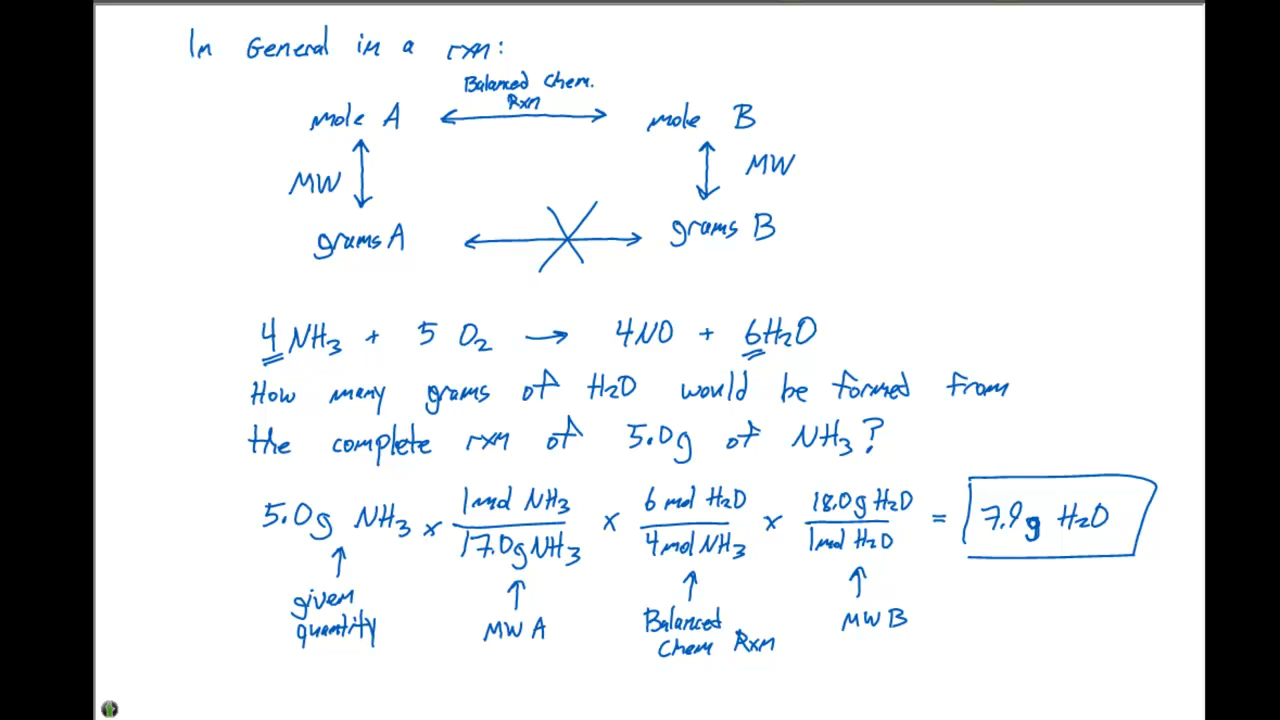 In General in a rxn:
Balanced Chem.
Rxn
mole A mole B
MW MW
grams A grams B
4 NH₃ + 5 O₂ → 4NO + 6H₂O
How many grams of H₂O would be formed from
the complete rxn of 5.0g of NH₃?
5.0g NH₃ x 1mol NH₃ / 17.0g NH₃ x 6 mol H₂O / 4mol NH₃ x 18.0g H₂O / 1mol H₂O = 7.9g H₂O
given
quantity
MW A
Balanced
Chem Rxn
MW B